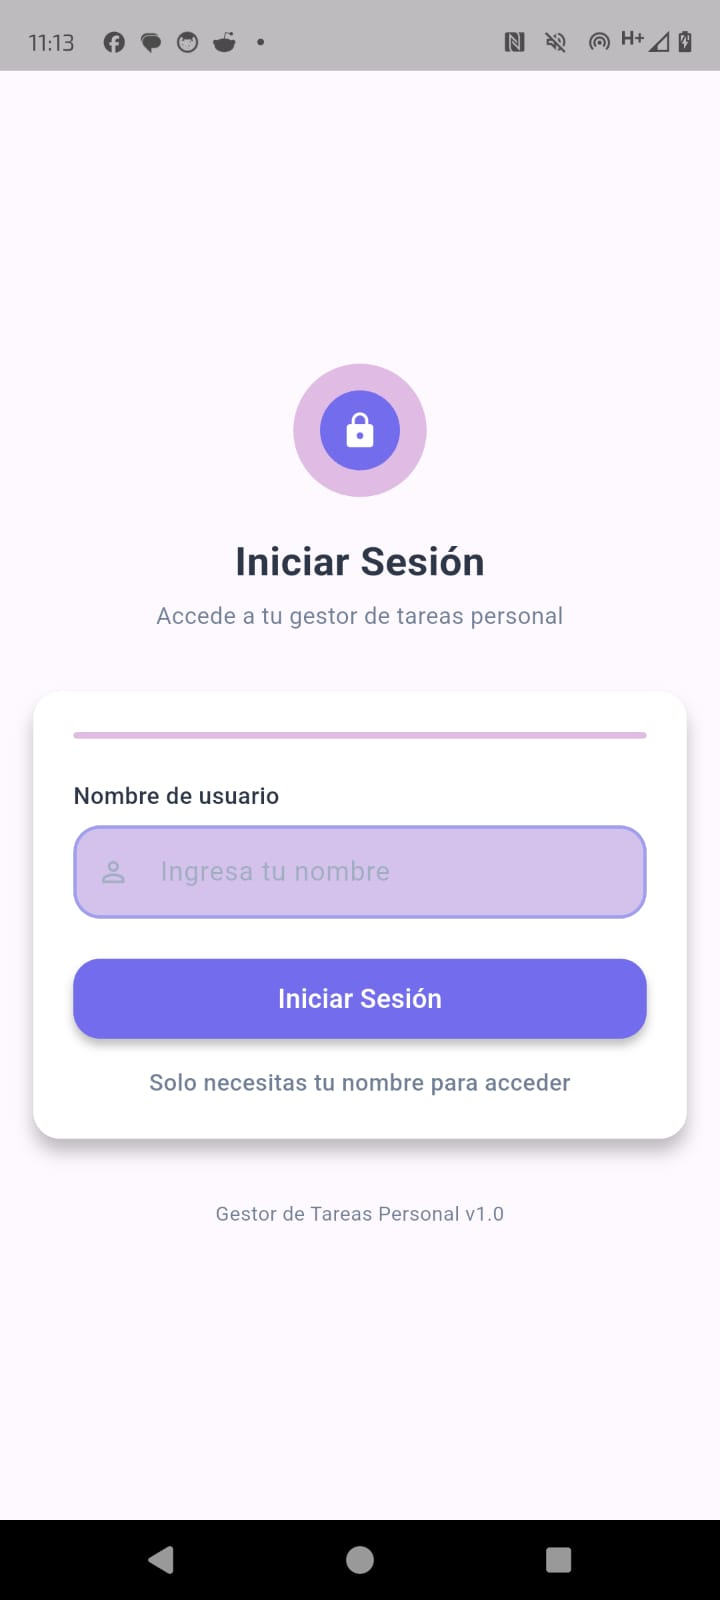 11:13
H+
Iniciar Sesión
Accede a tu gestor de tareas personal
Nombre de usuario
Ingresa tu nombre
Iniciar Sesión
Solo necesitas tu nombre para acceder
Gestor de Tareas Personal v1.0